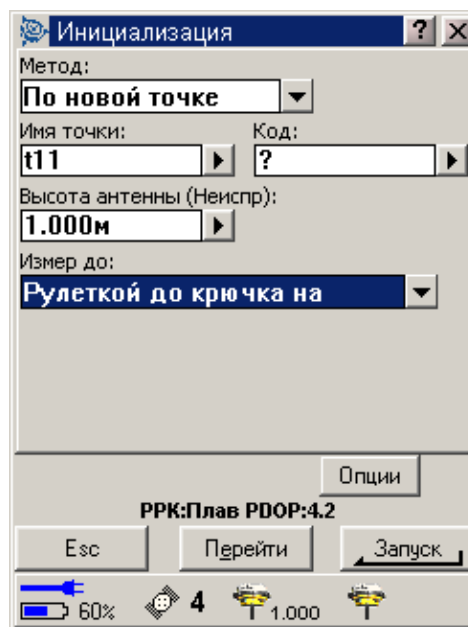 Инициализация ? ×
Метод:
По новой точке
Имя точки: Код:
t11 ?
Высота антенны (Неиспр):
1.000м
Измер до:
Рулеткой до крючка на
Опции
PPK:Плав PDOP:4.2
Esc Перейти Запуск
60% 4 1.000